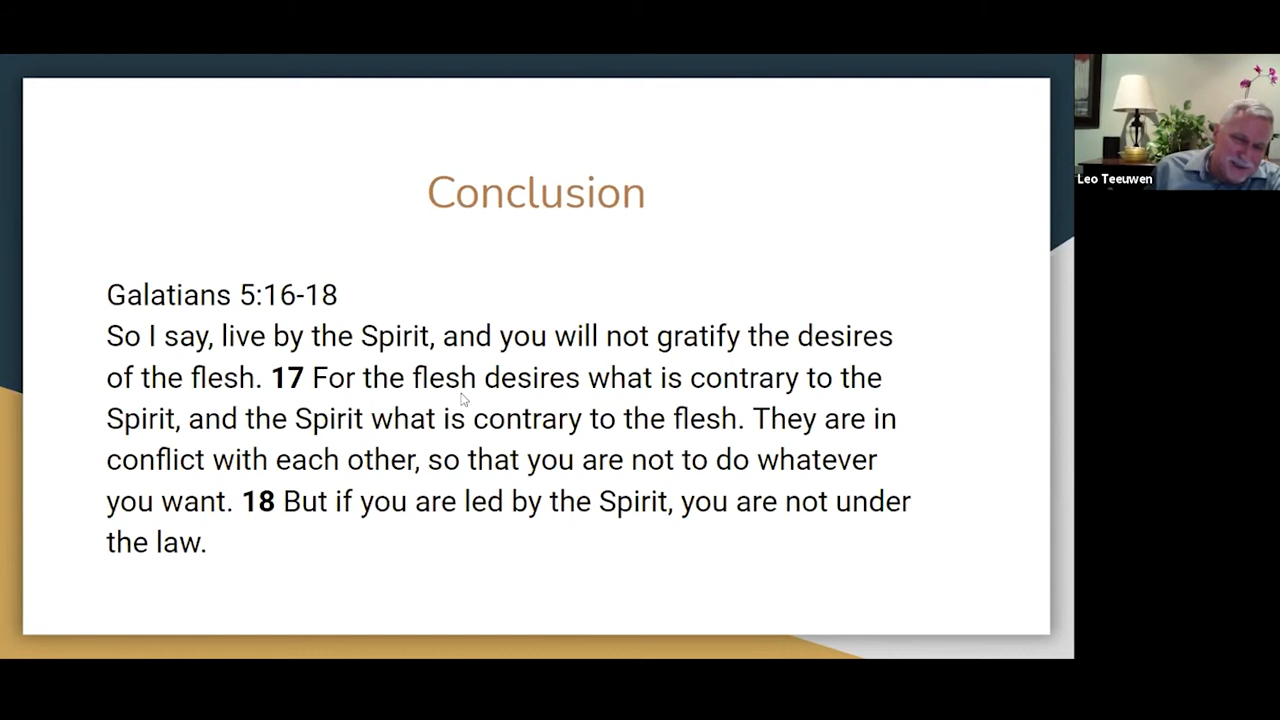 Conclusion
Galatians 5:16-18
So I say, live by the Spirit, and you will not gratify the desires
of the flesh. 17 For the flesh desires what is contrary to the
Spirit, and the Spirit what is contrary to the flesh. They are in
conflict with each other, so that you are not to do whatever
you want. 18 But if you are led by the Spirit, you are not under
the law.
Leo Teeuwen